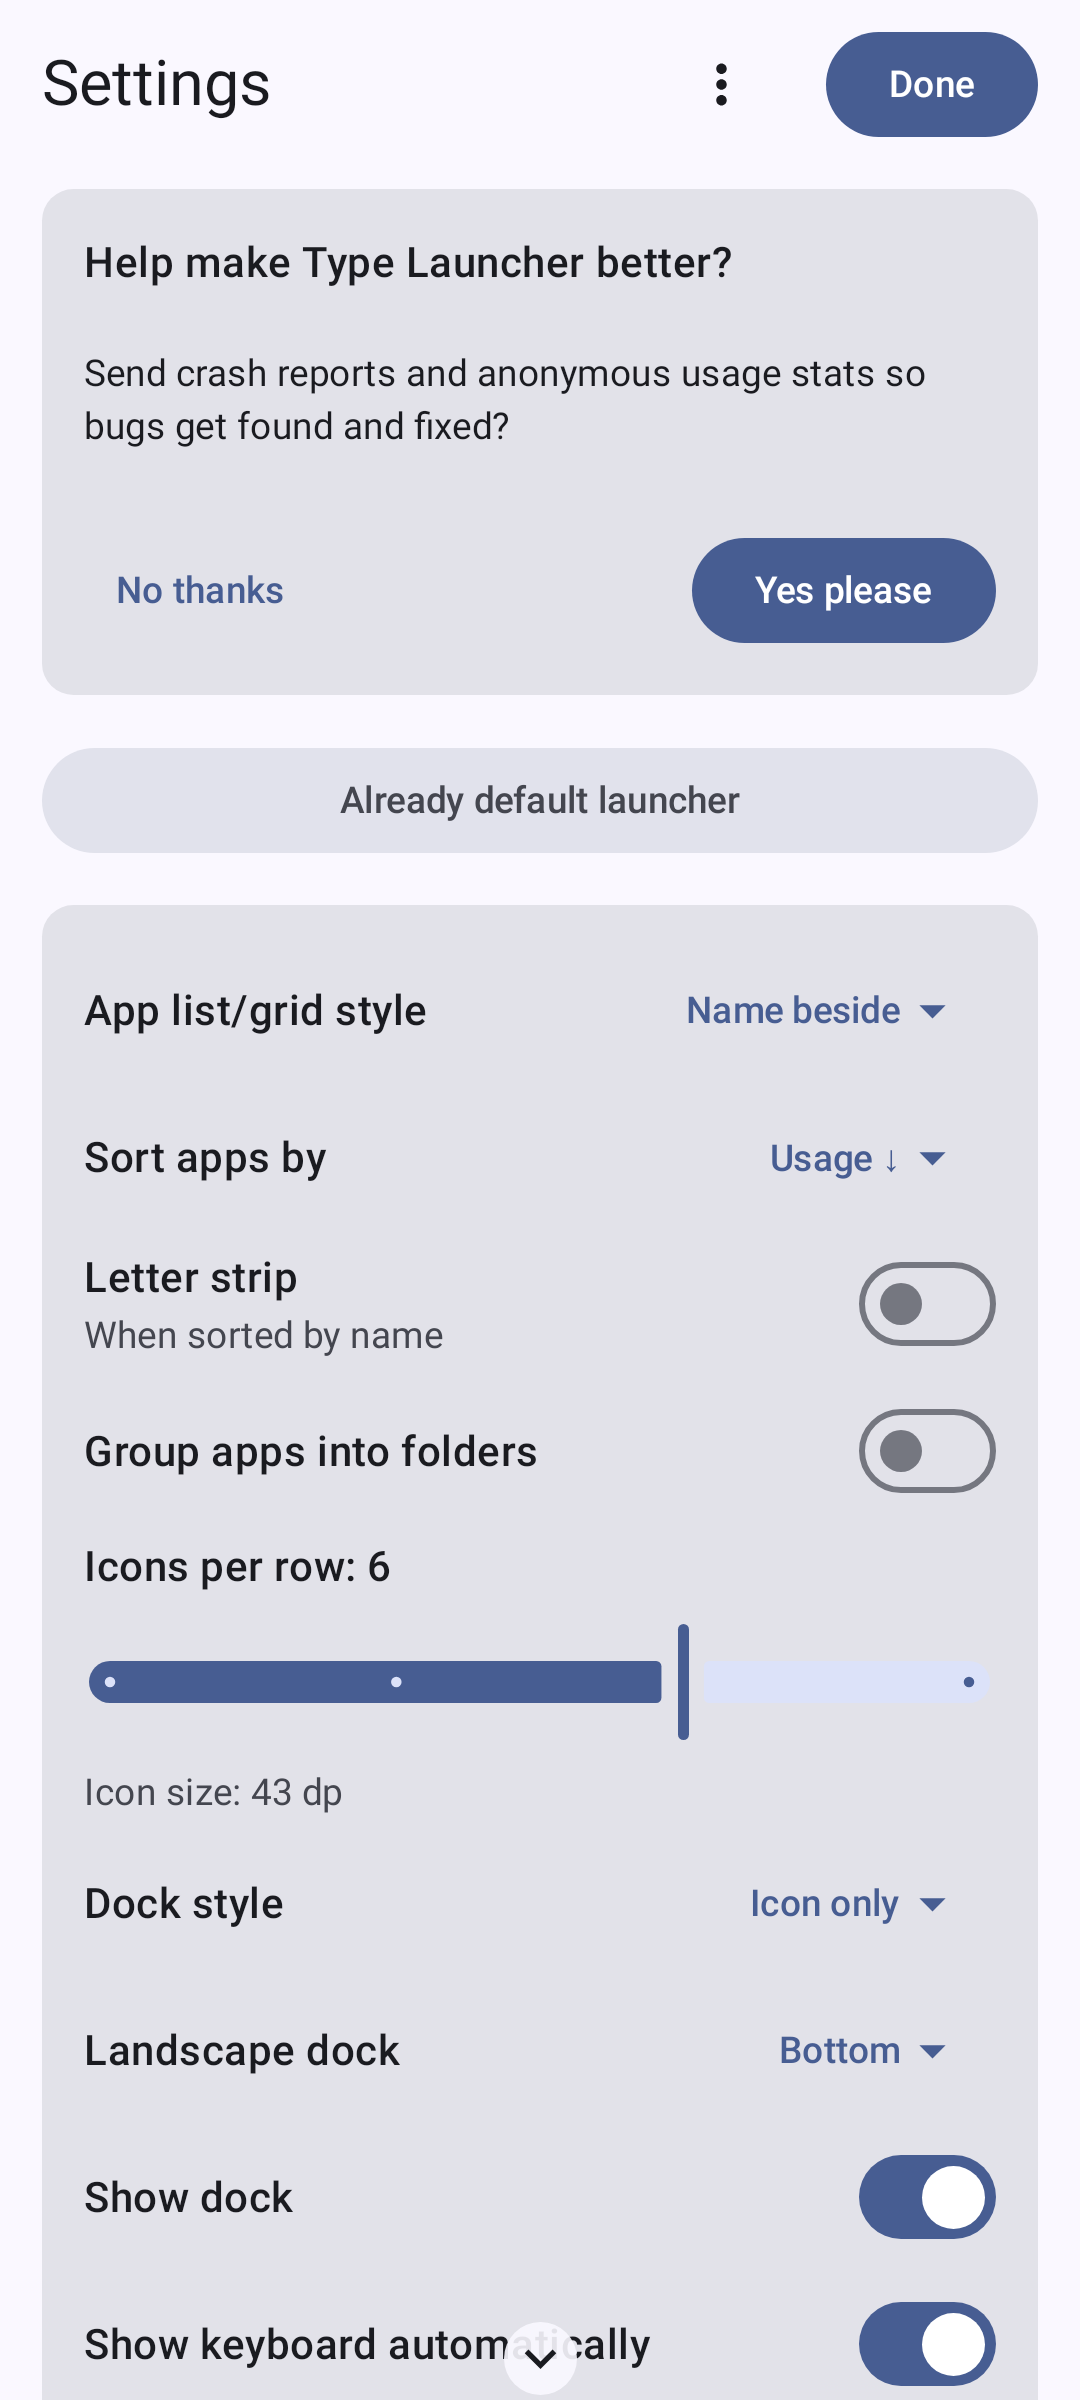 Settings
Done
Help make Type Launcher better?
Send crash reports and anonymous usage stats so
bugs get found and fixed?
No thanks
Yes please
Already default launcher
App list/grid style
Name beside
Sort apps by
Usage ↓
Letter strip
When sorted by name
Group apps into folders
Icons per row: 6
Icon size: 43 dp
Dock style
Icon only
Landscape dock
Bottom
Show dock
Show keyboard automatically